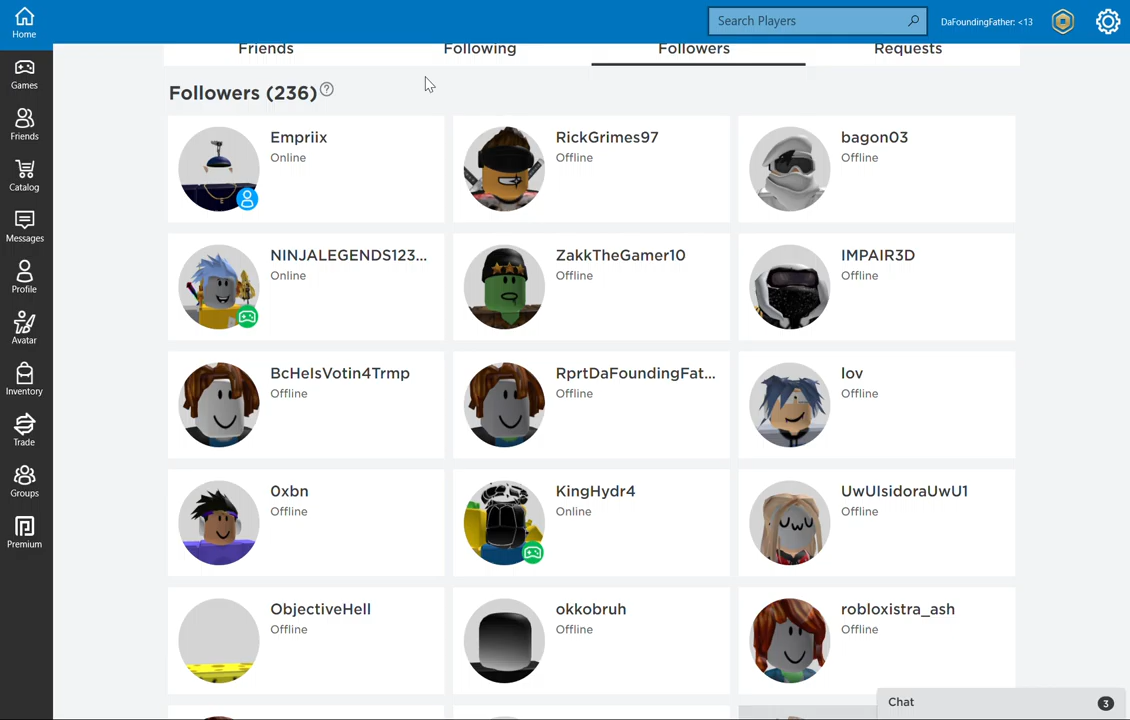 Home
Search Players
DaFoundingFather: <13
Games
Friends
Catalog
Messages
Profile
Avatar
Inventory
Trade
Groups
Premium
Friends
Following
Followers
Requests
Followers (236)
?
Empriix
Online
RickGrimes97
Offline
bagon03
Offline
NINJALEGENDS123...
Online
ZakkTheGamer10
Offline
IMPAIR3D
Offline
BcHeIsVotin4Trmp
Offline
RprtDaFoundingFat...
Offline
lov
Offline
0xbn
Offline
KingHydr4
Online
UwUIsidoraUwU1
Offline
ObjectiveHell
Offline
okkobruh
Offline
robloxistra_ash
Offline
Chat
3